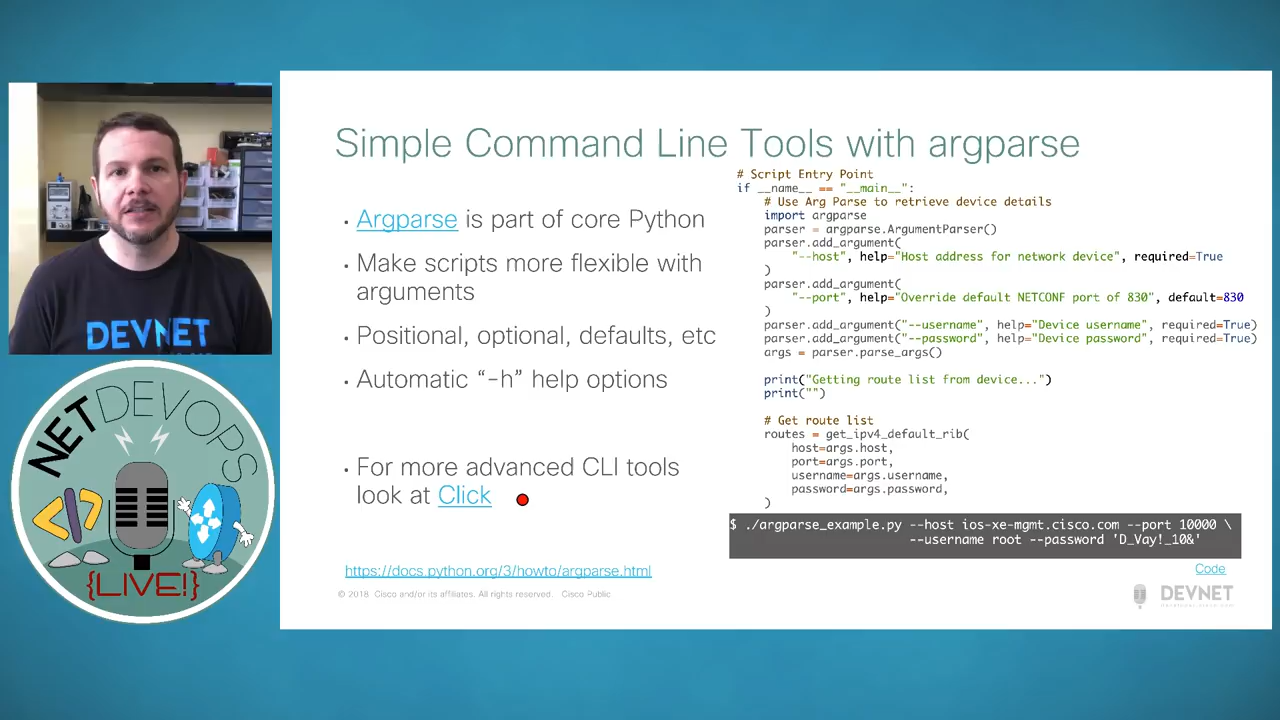 Simple Command Line Tools with argparse
• Argparse is part of core Python
• Make scripts more flexible with
arguments
• Positional, optional, defaults, etc
• Automatic “-h” help options
• For more advanced CLI tools
look at Click
https://docs.python.org/3/howto/argparse.html
© 2018 Cisco and/or its affiliates. All rights reserved. Cisco Public
# Script Entry Point
if __name__ == "__main__":
    # Use Arg Parse to retrieve device details
    import argparse
    parser = argparse.ArgumentParser()
    parser.add_argument(
        "--host", help="Host address for network device", required=True
    )
    parser.add_argument(
        "--port", help="Override default NETCONF port of 830", default=830
    )
    parser.add_argument("--username", help="Device username", required=True)
    parser.add_argument("--password", help="Device password", required=True)
    args = parser.parse_args()
    print("Getting route list from device...")
    print("")
    # Get route list
    routes = get_ipv4_default_rib(
        host=args.host,
        port=args.port,
        username=args.username,
        password=args.password,
    )
$ ./argparse_example.py --host ios-xe-mgmt.cisco.com --port 10000 \
--username root --password 'D_Vay!_10&'
Code
DEVNET
DEVNET
NETDEVOPS
{LIVE!}